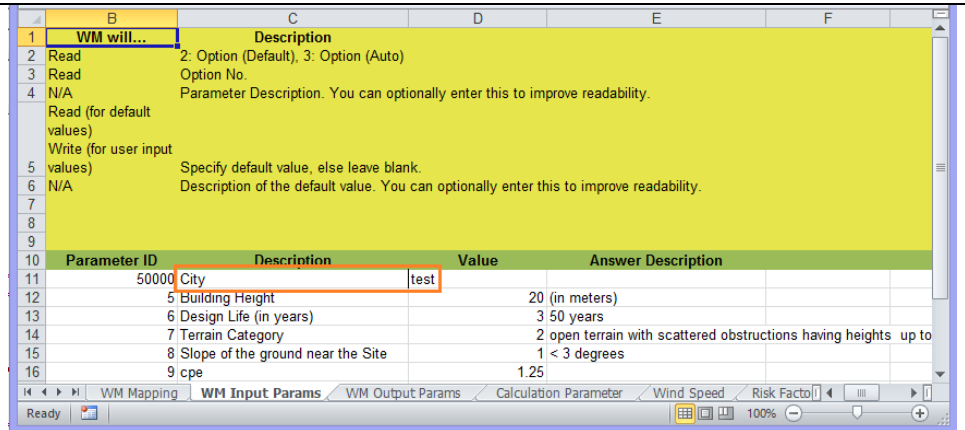 B C D E F
1 WM will... Description
2 Read 2: Option (Default), 3: Option (Auto)
3 Read Option No.
4 N/A Parameter Description. You can optionally enter this to improve readability.
Read (for default
values)
Write (for user input
5 values) Specify default value, else leave blank.
6 N/A Description of the default value. You can optionally enter this to improve readability.
7
8
9
10 Parameter ID Description Value Answer Description
11 50000 City test
12 5 Building Height 20 (in meters)
13 6 Design Life (in years) 3 50 years
14 7 Terrain Category 2 open terrain with scattered obstructions having heights up to
15 8 Slope of the ground near the Site 1 < 3 degrees
16 9 cpe 1.25
WM Mapping WM Input Params WM Output Params Calculation Parameter Wind Speed Risk Facto
Ready 100%